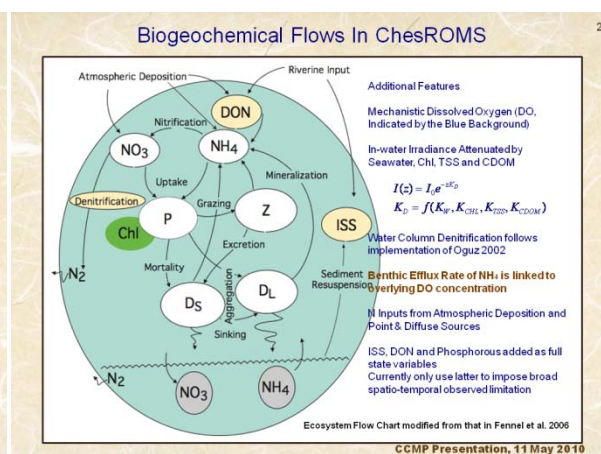 2
Biogeochemical Flows In ChesROMS
Atmospheric Deposition
Riverine Input
DON
Nitrification
NO3
NH4
Mineralization
Uptake
Denitrification
Grazing
P
Z
Chl
ISS
Excretion
N2
Mortality
Aggregation
Sediment
Resuspension
DS
DL
Sinking
N2
NO3
NH4
Additional Features
Mechanistic Dissolved Oxygen (DO,
Indicated by the Blue Background)
In-water Irradiance Attenuated by
Seawater, Chl, TSS and CDOM
I(z) = I₀e^{-zK_D}
K_D = f(K_W, K_CHL, K_TSS, K_CDOM)
Water Column Denitrification follows
implementation of Oguz 2002
Benthic Efflux Rate of NH₄ is linked to
overlying DO concentration
N Inputs from Atmospheric Deposition and
Point & Diffuse Sources
ISS, DON and Phosphorous added as full
state variables
Currently only use latter to impose broad
spatio-temporal observed limitation
Ecosystem Flow Chart modified from that in Fennel et al. 2006
CCMP Presentation, 11 May 2010